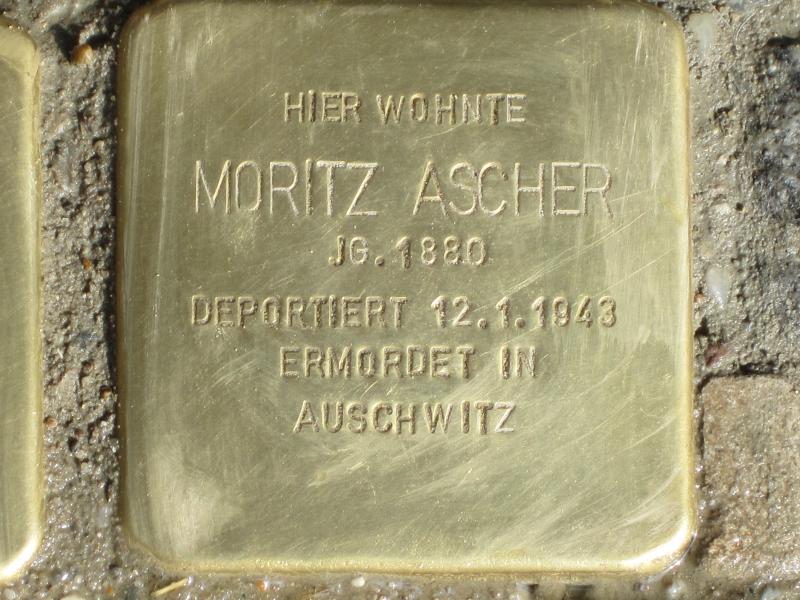 HIER WOHNTE
MORITZ ASCHER
JG. 1880
DEPORTIERT 12.1.1943
ERMORDET IN
AUSCHWITZ